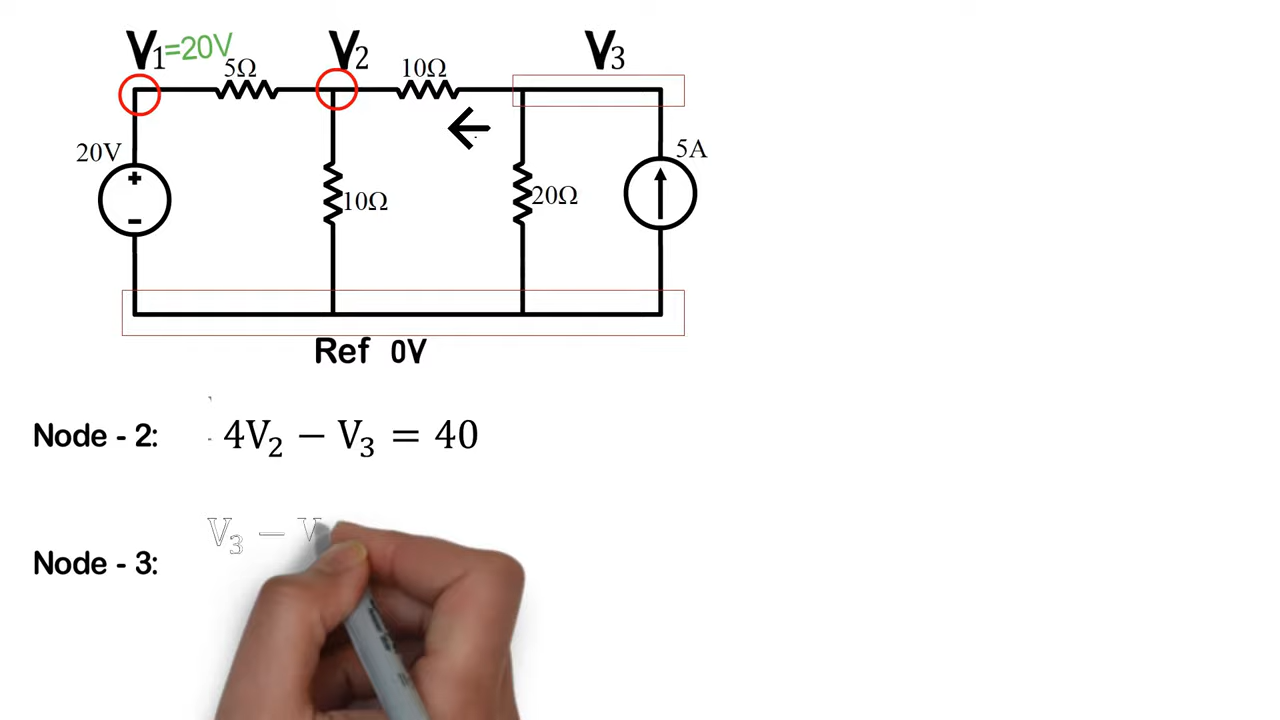 V₁=20V V₂ V₃
5Ω 10Ω
20V 5A
10Ω 20Ω
Ref 0V
Node - 2: 4V₂ − V₃ = 40
V₃ − V
Node - 3: